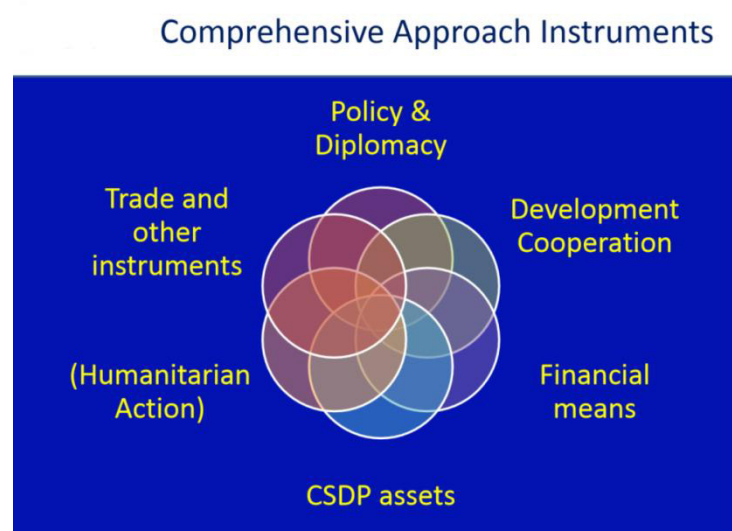 Comprehensive Approach Instruments
Policy &
Diplomacy
Trade and
other
instruments
Development
Cooperation
(Humanitarian
Action)
Financial
means
CSDP assets